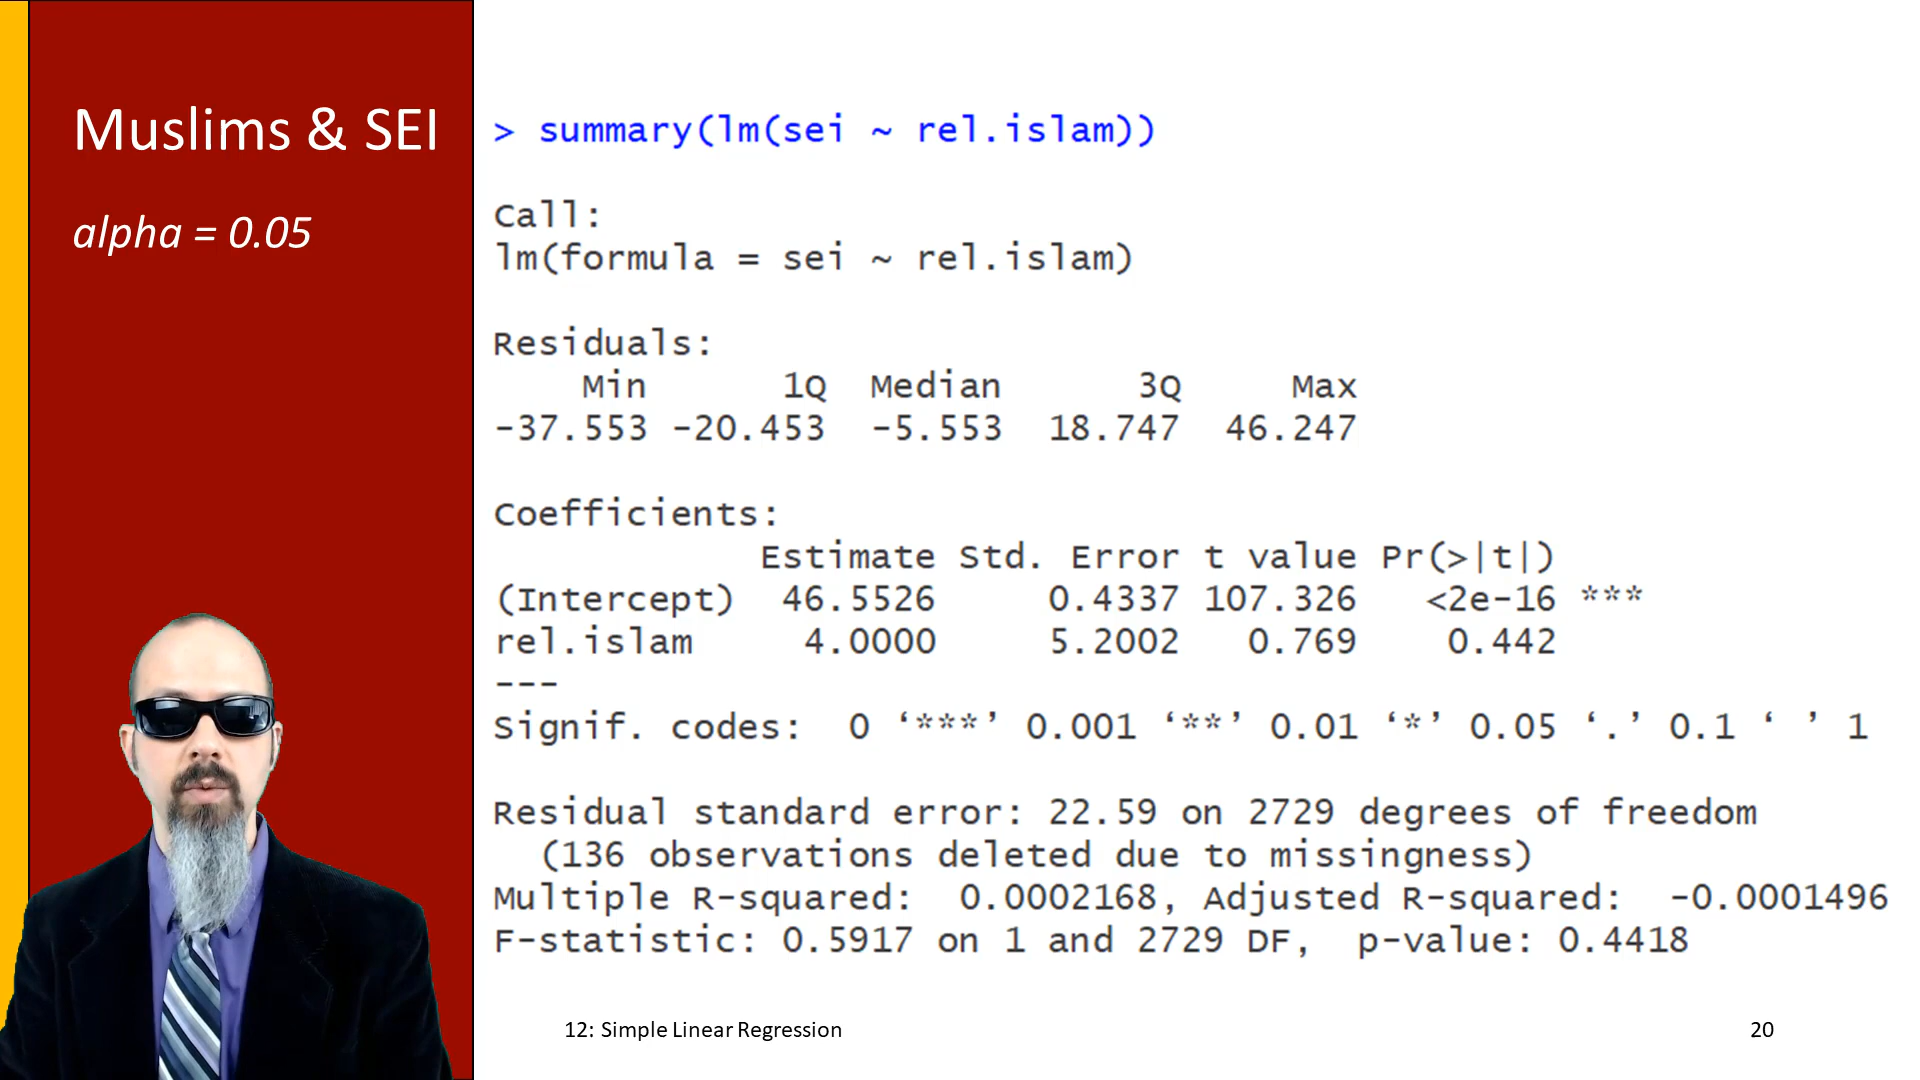 Muslims & SEI
alpha = 0.05
> summary(lm(sei ~ rel.islam))
Call:
lm(formula = sei ~ rel.islam)
Residuals:
Min 1Q Median 3Q Max
-37.553 -20.453 -5.553 18.747 46.247
Coefficients:
Estimate Std. Error t value Pr(>|t|)
(Intercept) 46.5526 0.4337 107.326 <2e-16 ***
rel.islam 4.0000 5.2002 0.769 0.442
---
Signif. codes: 0 ‘***’ 0.001 ‘**’ 0.01 ‘*’ 0.05 ‘.’ 0.1 ‘ ’ 1
Residual standard error: 22.59 on 2729 degrees of freedom
(136 observations deleted due to missingness)
Multiple R-squared: 0.0002168, Adjusted R-squared: -0.0001496
F-statistic: 0.5917 on 1 and 2729 DF, p-value: 0.4418
12: Simple Linear Regression
20